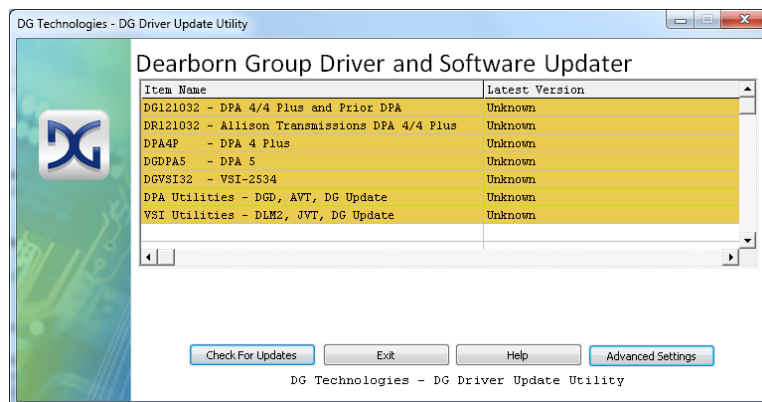 DG Technologies - DG Driver Update Utility
Dearborn Group Driver and Software Updater
Item Name Latest Version
DG121032 - DPA 4/4 Plus and Prior DPA Unknown
DR121032 - Allison Transmissions DPA 4/4 Plus Unknown
DPA4P - DPA 4 Plus Unknown
DGDPA5 - DPA 5 Unknown
DGVSI32 - VSI-2534 Unknown
DPA Utilities - DGD, AVT, DG Update Unknown
VSI Utilities - DLM2, JVT, DG Update Unknown
DG
Check For Updates Exit Help Advanced Settings
DG Technologies - DG Driver Update Utility